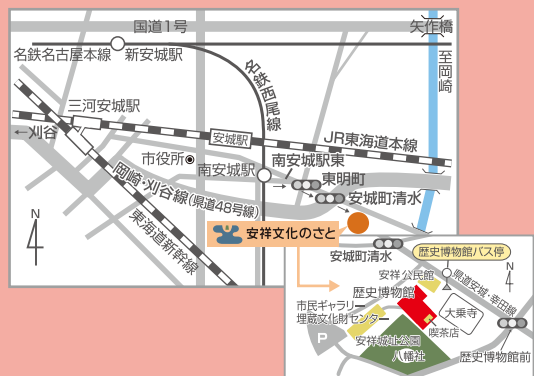 国道1号
矢作橋
名鉄名古屋本線
新安城駅
至岡崎
名鉄西尾線
三河安城駅
←刈谷
安城駅
JR東海道本線
市役所
南安城駅
南安城駅東
東明町
安城町清水
岡崎・刈谷線(県道48号線)
東海道新幹線
N
安祥文化のさと
安城町清水
歴史博物館バス停
安祥公民館
県道安城・幸田線
N
歴史博物館
大乗寺
市民ギャラリー
埋蔵文化財センター
喫茶店
P
安祥城址公園
八幡社
歴史博物館前